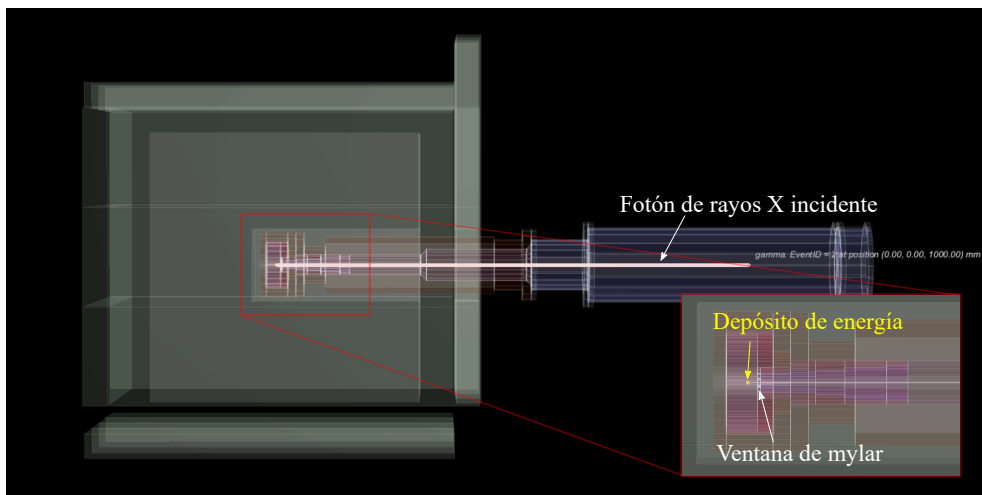 Fotón de rayos X incidente
gamma. EventID = 2 at position (0.00, 0.00, 1000.00) mm
Depósito de energía
Ventana de mylar